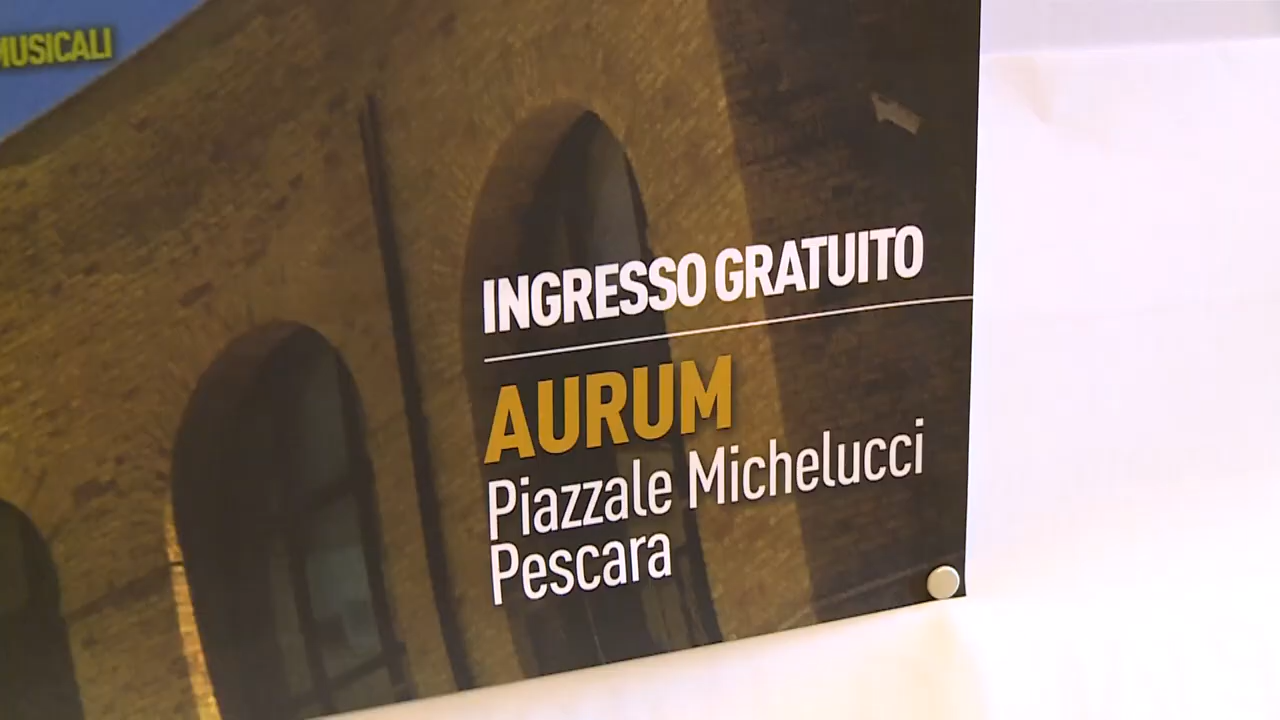 MUSICALI
INGRESSO GRATUITO
AURUM
Piazzale Michelucci
Pescara